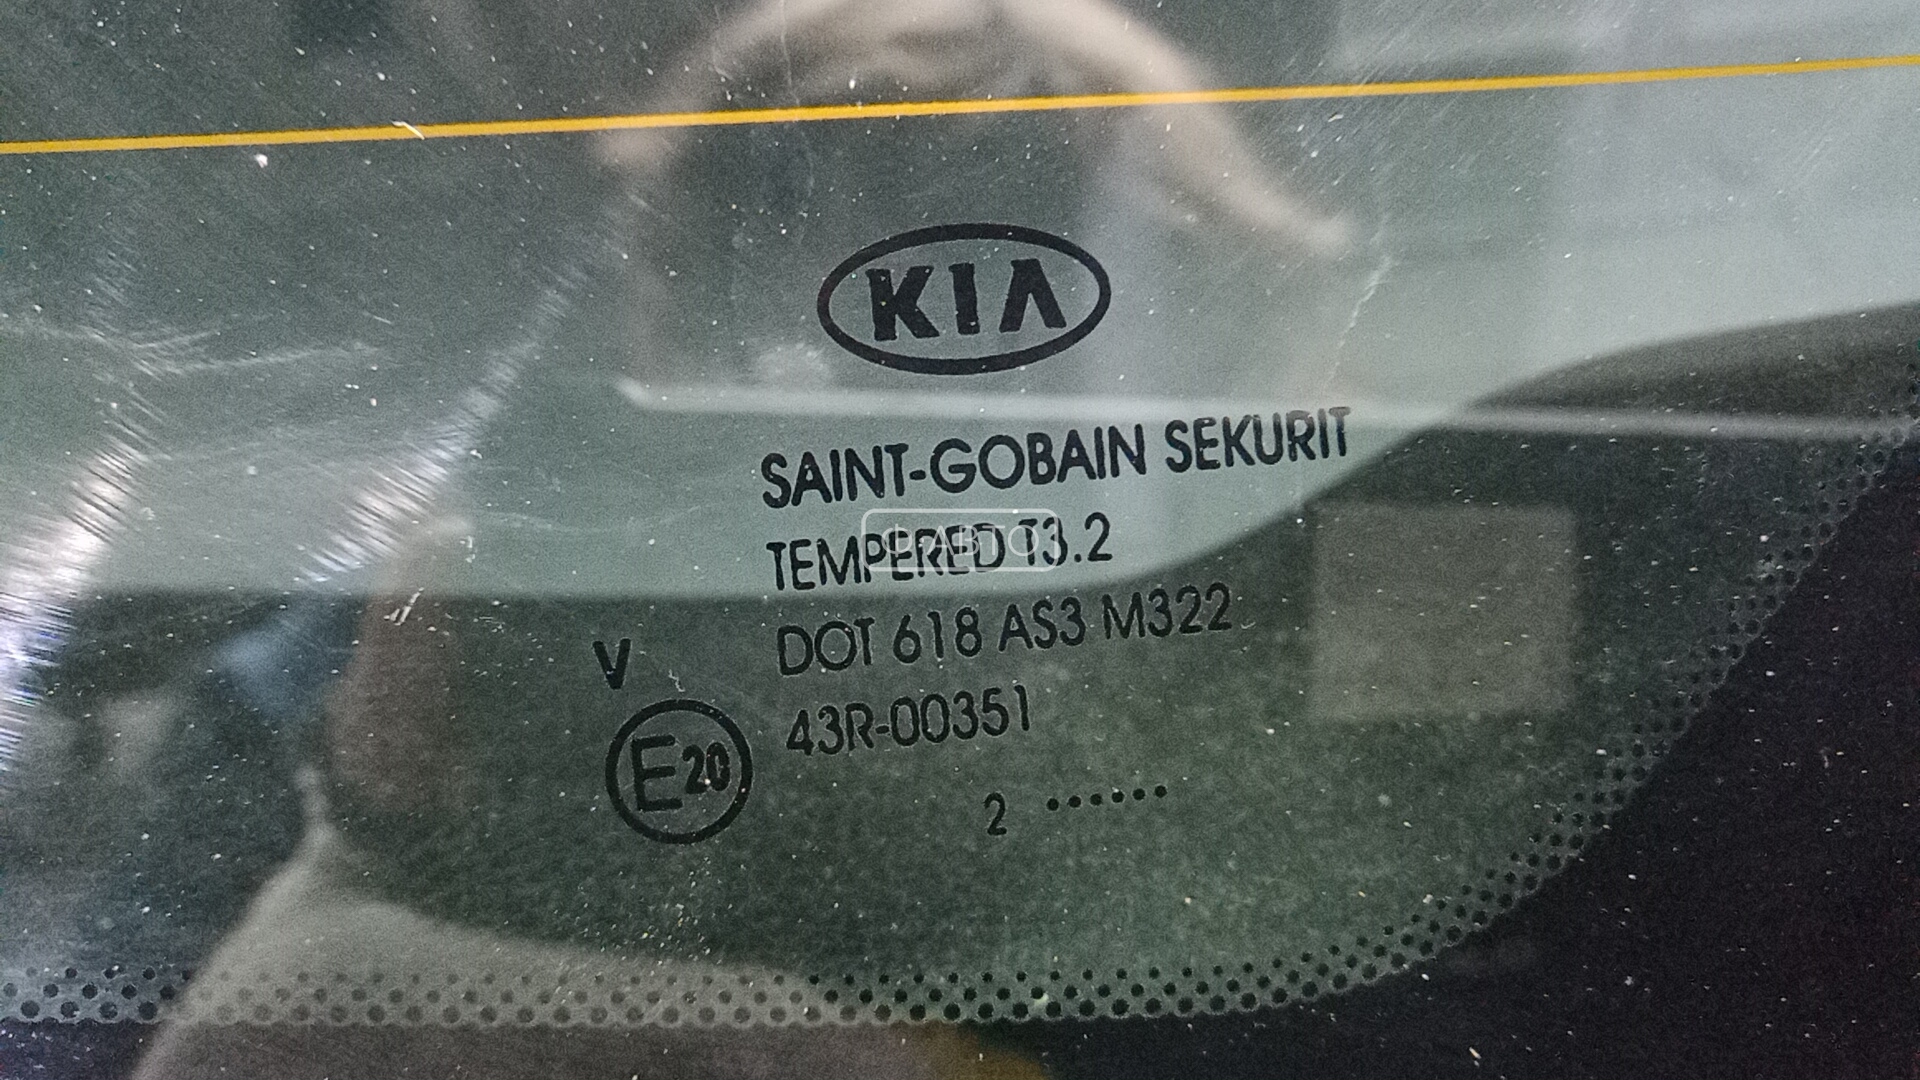 KIA
SAINT-GOBAIN SEKURIT
TEMPERED T3.2
DOT 618 AS3 M322
V
43R-00351
E20
2 ......